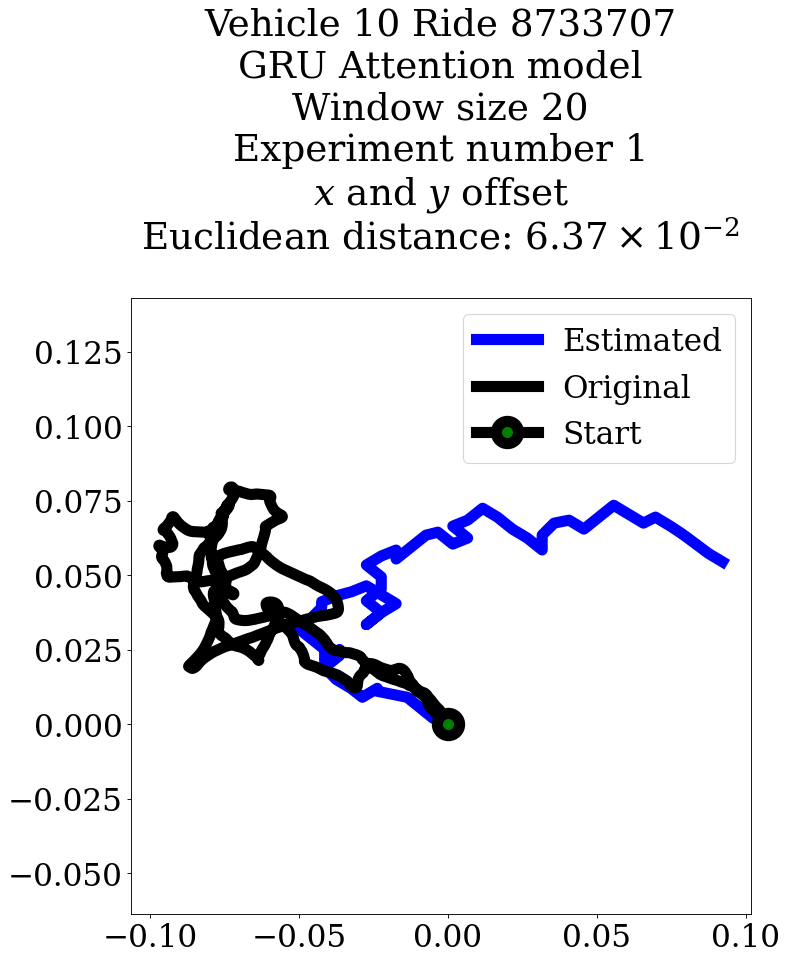 Vehicle 10 Ride 8733707
GRU Attention model
Window size 20
Experiment number 1
x and y offset
Euclidean distance: 6.37 × 10⁻²
Estimated
Original
Start
0.125
0.100
0.075
0.050
0.025
0.000
−0.025
−0.050
−0.10 −0.05 0.00 0.05 0.10